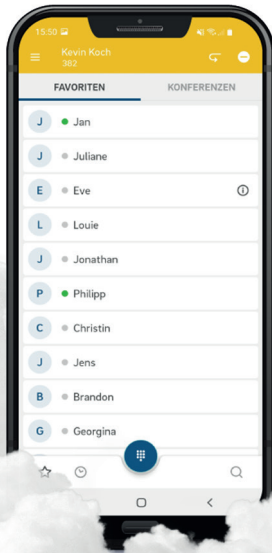 15:50
Kevin Koch
382
FAVORITEN KONFERENZEN
J Jan
J Juliane
E Eve
L Louie
J Jonathan
P Philipp
C Christin
J Jens
B Brandon
G Georgina